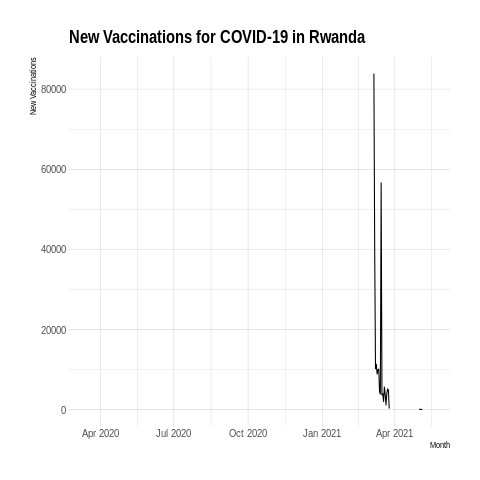 New Vaccinations for COVID-19 in Rwanda
New Vaccinations
80000
60000
40000
20000
0
Apr 2020 Jul 2020 Oct 2020 Jan 2021 Apr 2021
Month